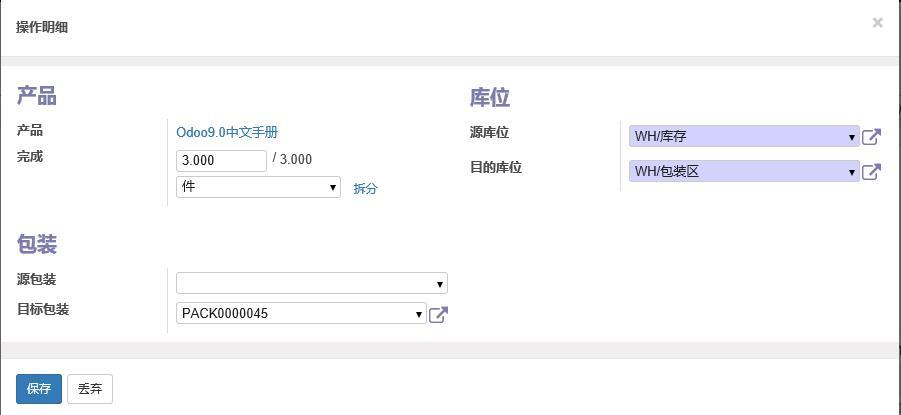 操作明细
×
产品
产品
Odoo9.0中文手册
完成
3.000 / 3.000
件 拆分
库位
源库位
WH/库存
目的库位
WH/包装区
包装
源包装
目标包装
PACK0000045
保存 丢弃